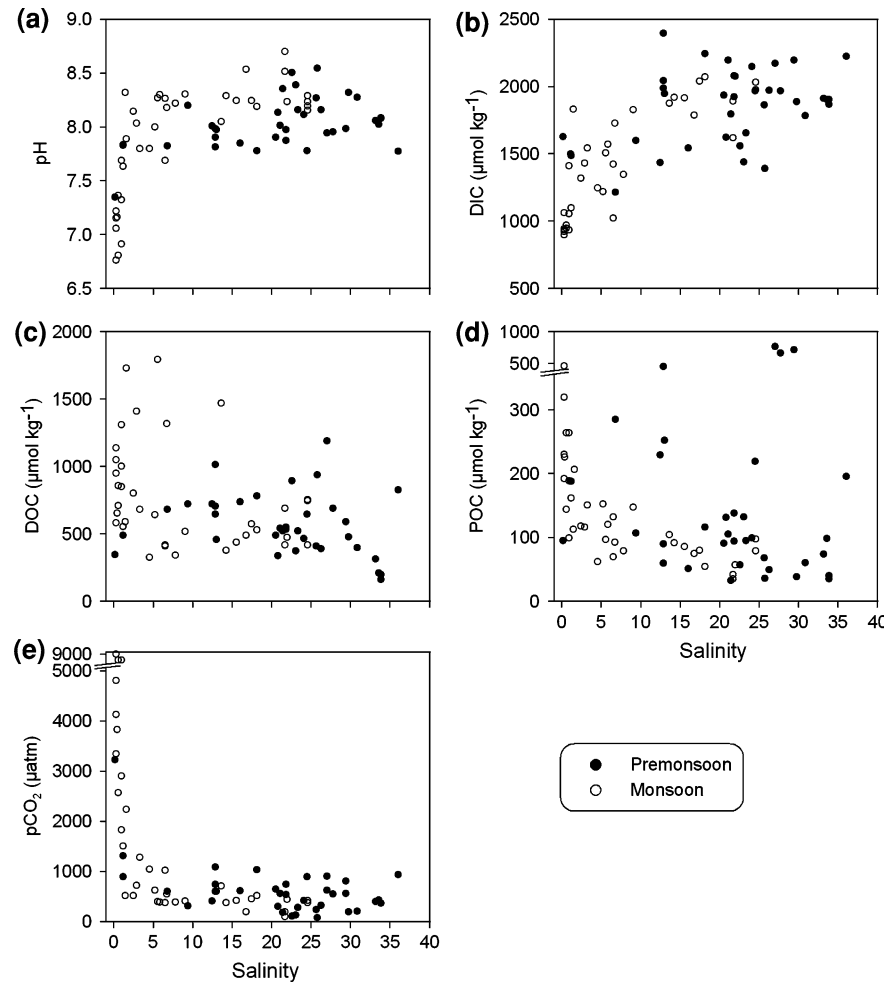 (a)
9.0
8.5
8.0
7.5
7.0
6.5
pH
(b)
2500
2000
1500
1000
500
DIC (µmol kg⁻¹)
(c)
2000
1500
1000
500
0
DOC (µmol kg⁻¹)
(d)
1000
500
300
200
100
0
POC (µmol kg⁻¹)
0 5 10 15 20 25 30 35 40
Salinity
(e)
9000
5000
4000
3000
2000
1000
0
pCO₂ (µatm)
0 5 10 15 20 25 30 35 40
Salinity
Premonsoon
Monsoon